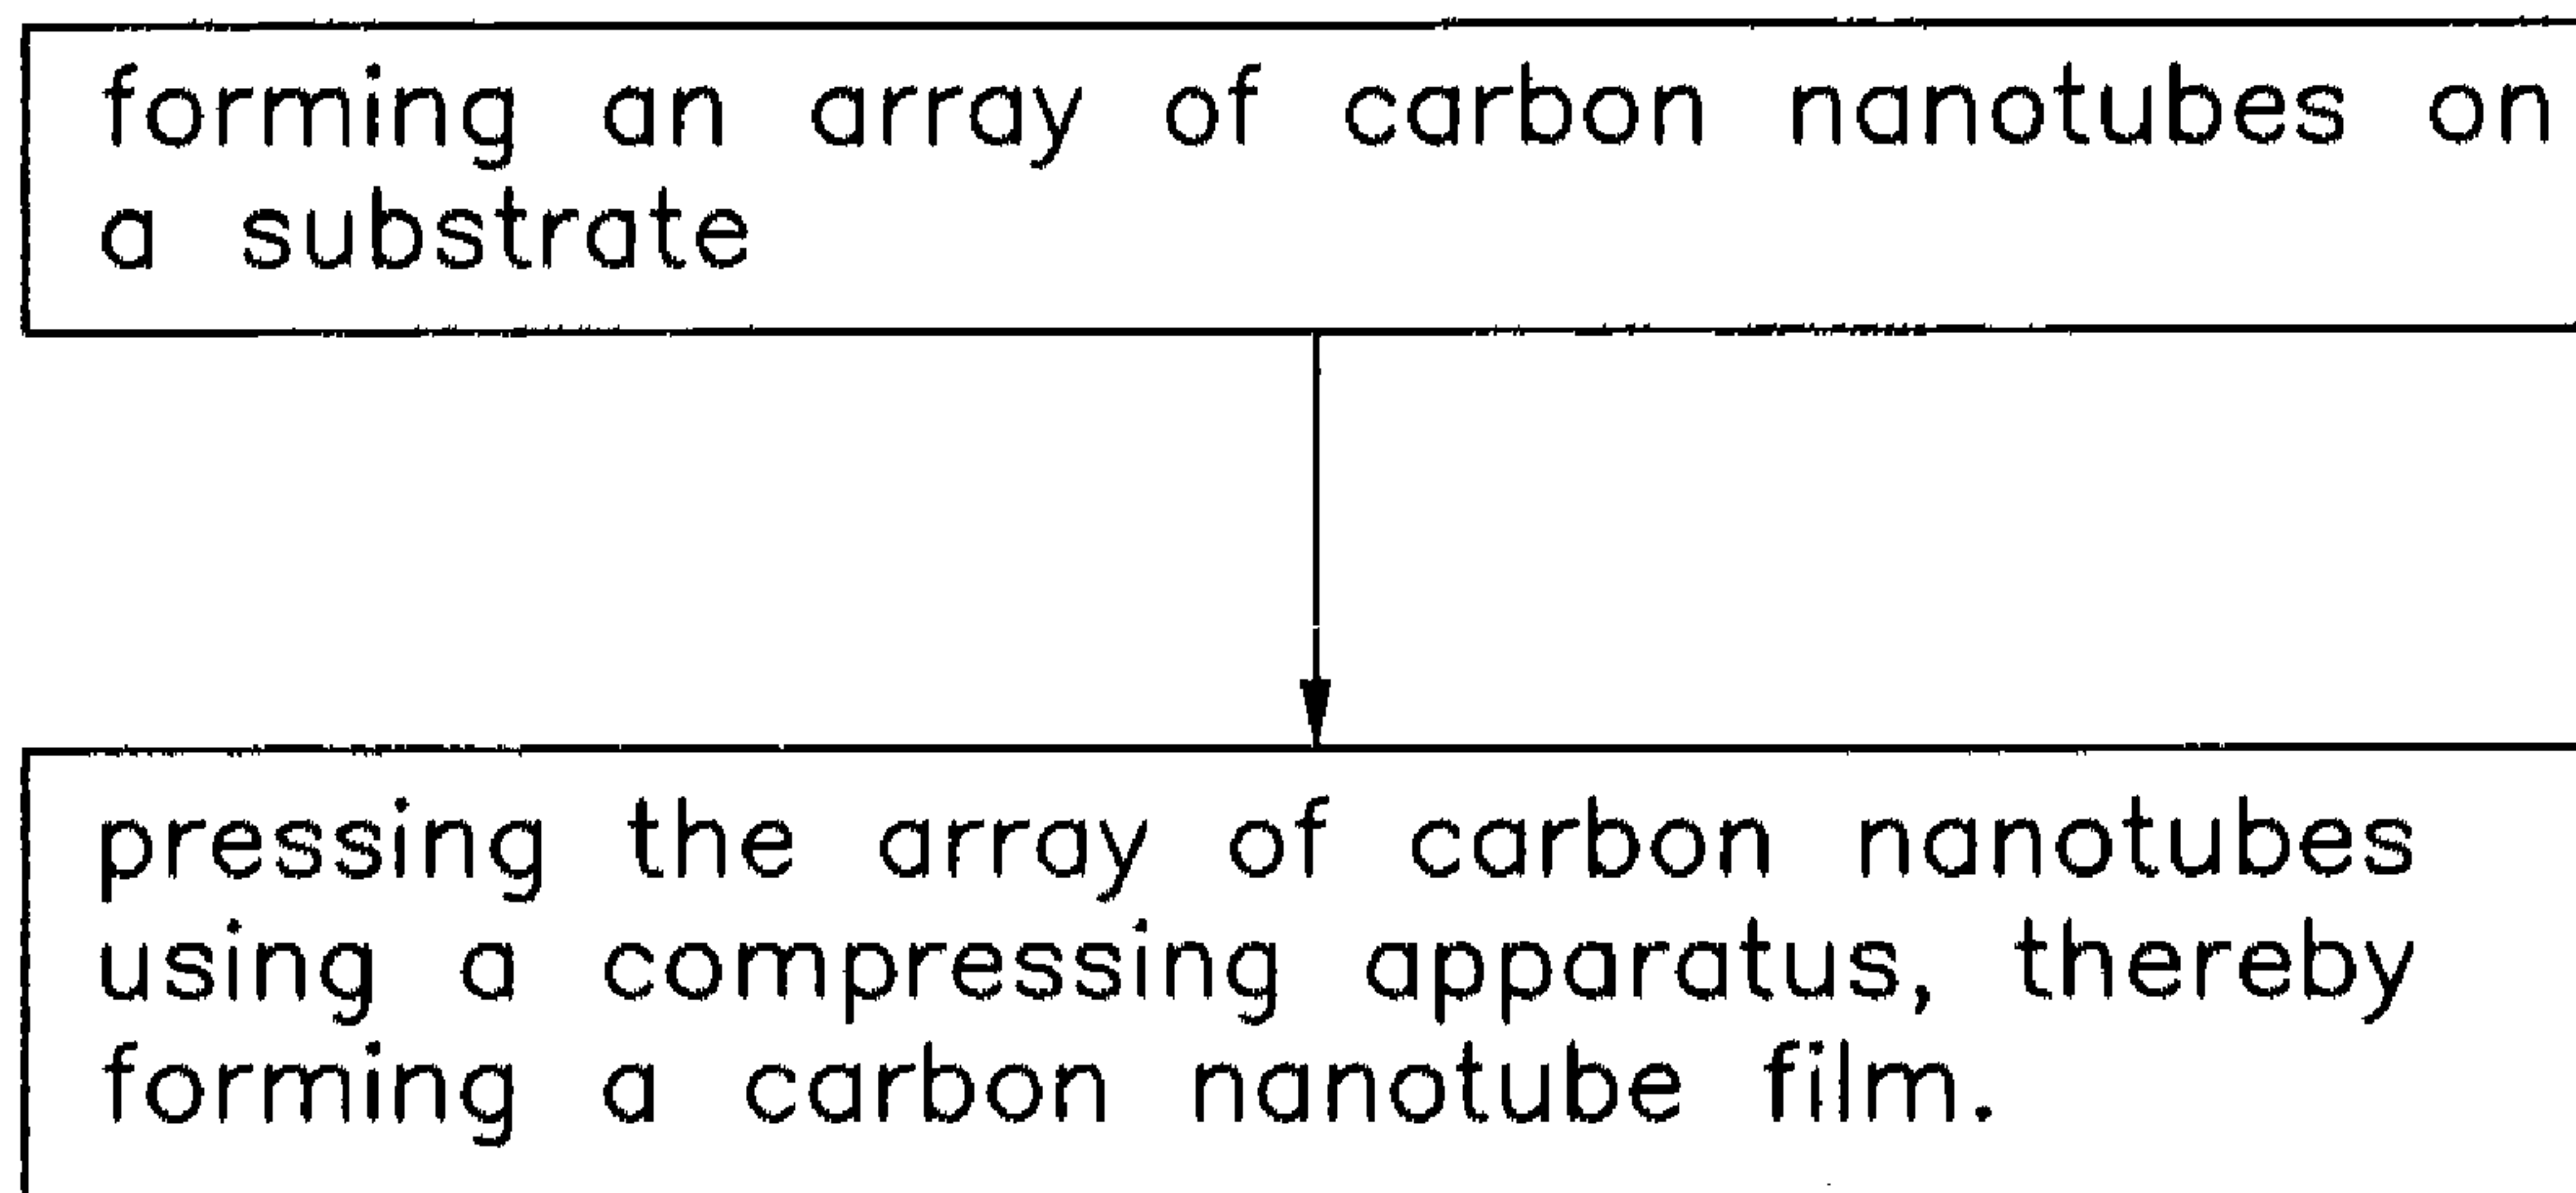 forming an array of carbon nanotubes on
a substrate
pressing the array of carbon nanotubes
using a compressing apparatus, thereby
forming a carbon nanotube film.